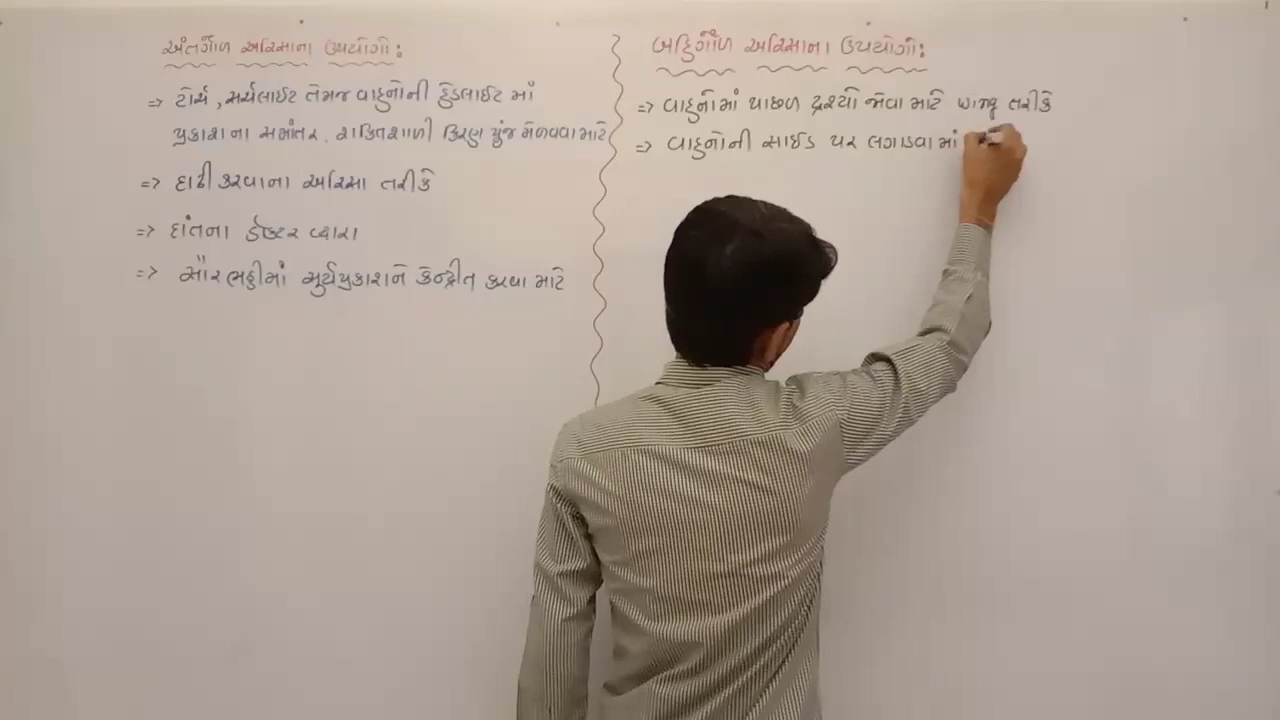 અંતર્ગોળ અરિસાના ઉપયોગો:
=> ટોર્ચ, સર્ચલાઈટ તેમજ વાહનોની હેડલાઈટ માં
પ્રકાશના સમાંતર, શક્તિશાળી કિરણ પુંજ મેળવવા માટે
=> દાઢી કરવાના અરિસા તરીકે
=> દાંતના ડૉક્ટર દ્વારા
=> સૌર ભઠ્ઠીમાં સુર્યપ્રકાશને કેન્દ્રીત કરવા માટે
બહિર્ગોળ અરિસાના ઉપયોગો:
=> વાહનોમાં પાછળ દ્રશ્યો જોવા માટે તરીકે
=> વાહનોની સાઈડ પર લગાડવામાં